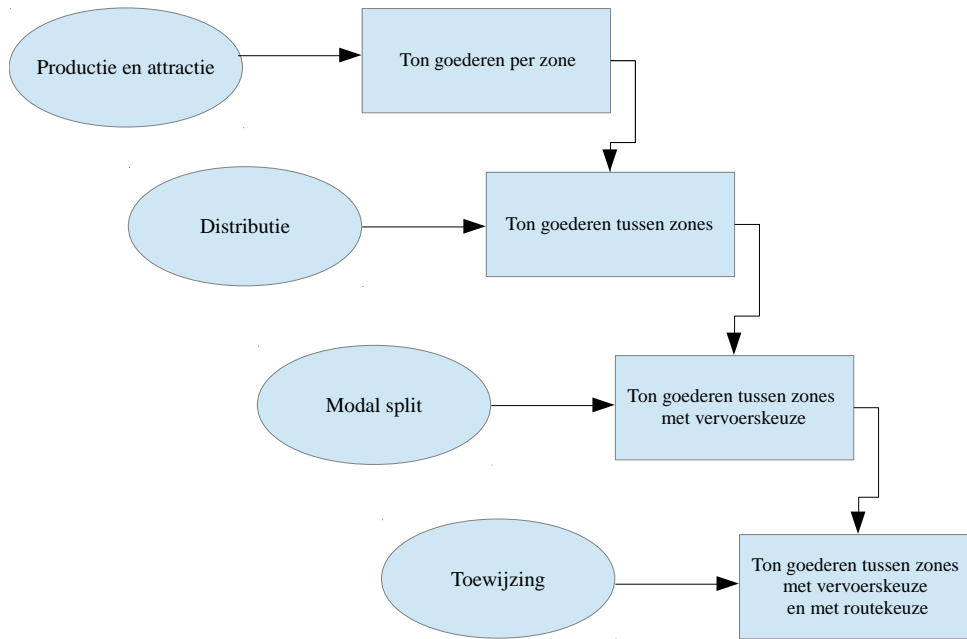 Productie en attractie
Ton goederen per zone
Distributie
Ton goederen tussen zones
Modal split
Ton goederen tussen zones
met vervoerskeuze
Toewijzing
Ton goederen tussen zones
met vervoerskeuze
en met routekeuze